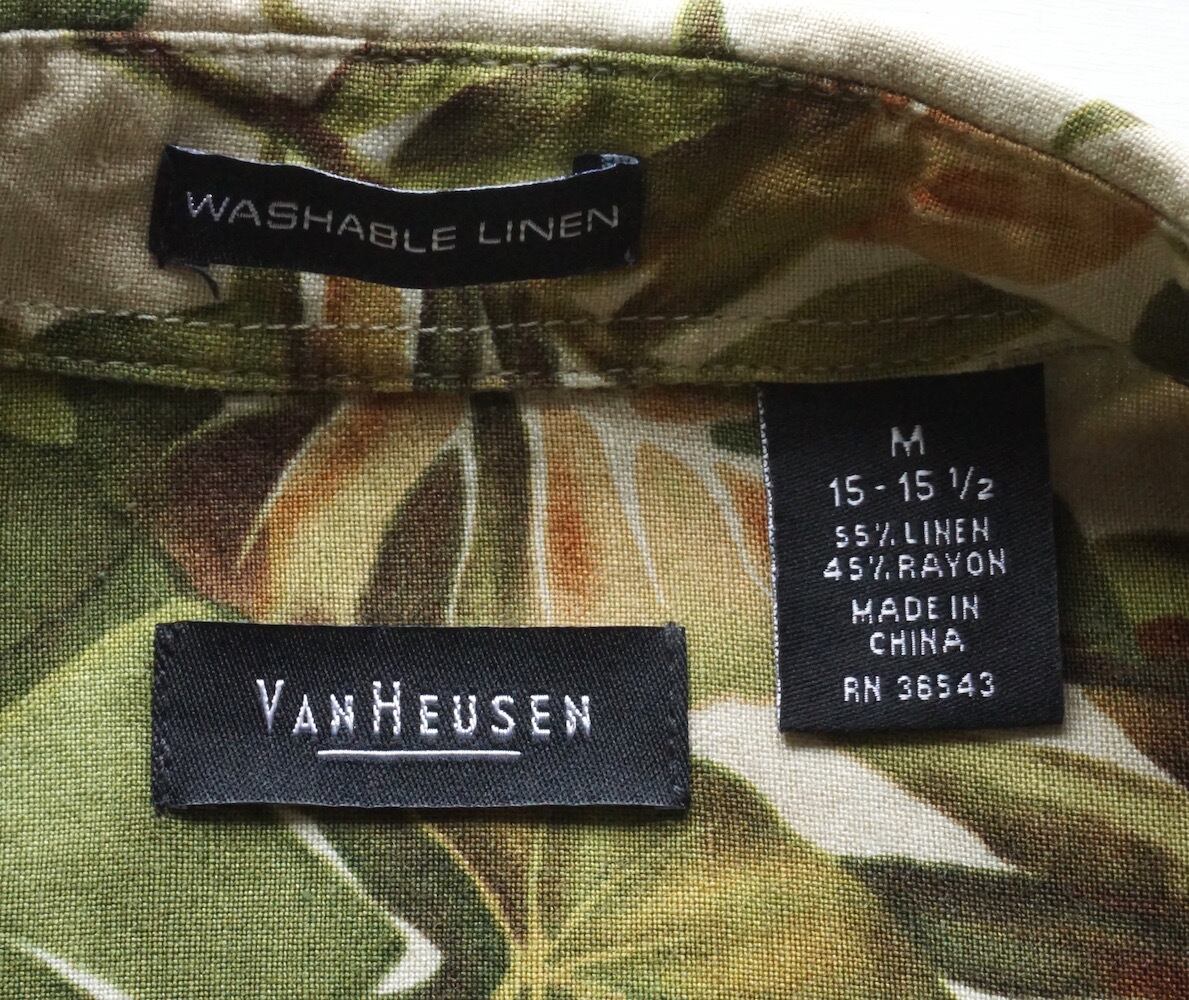 WASHABLE LINEN
M
15 - 15 1/2
55% LINEN
45% RAYON
MADE IN
CHINA
RN 36543
VANHEUSEN